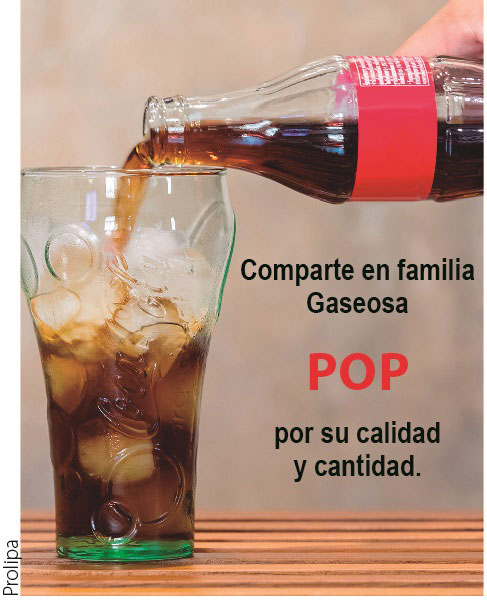 Comparte en familia
Gaseosa
POP
por su calidad
y cantidad.
Prolipa